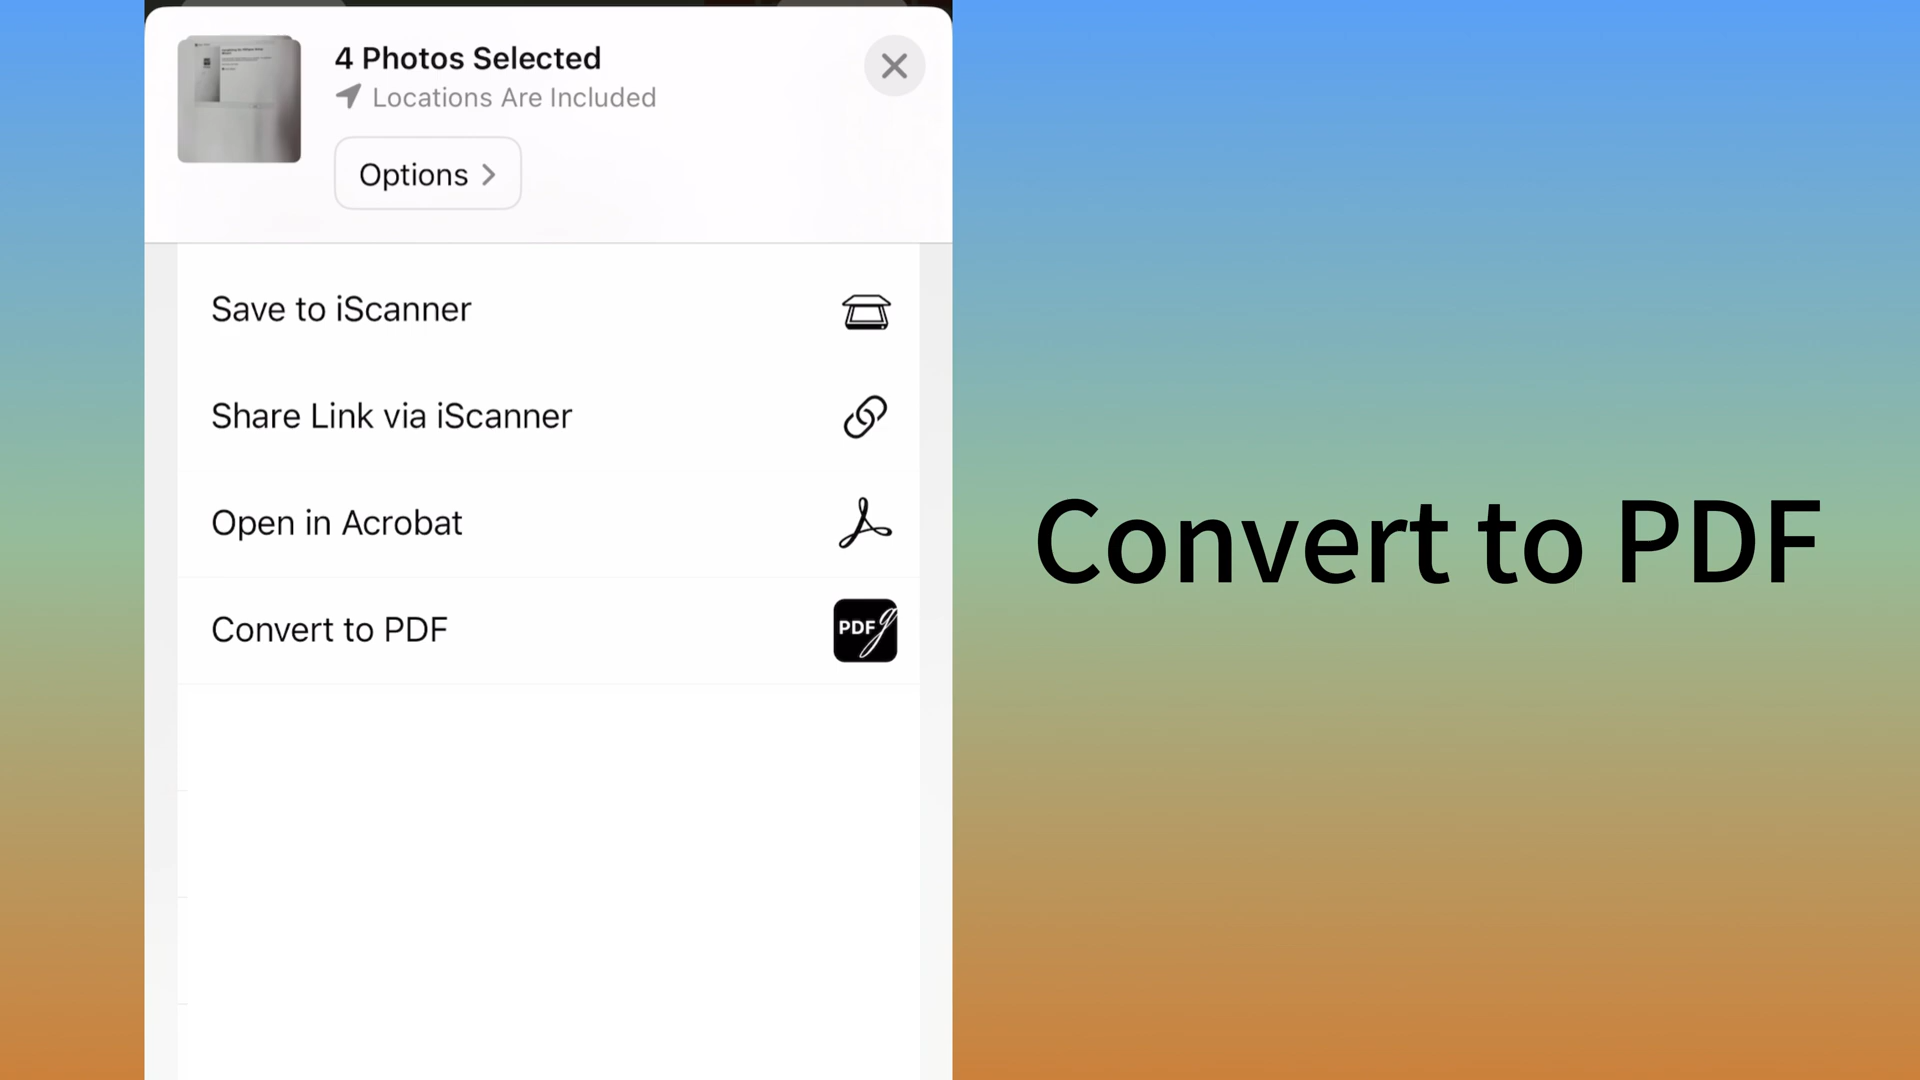 4 Photos Selected
Locations Are Included
Options
Save to iScanner
Share Link via iScanner
Open in Acrobat
Convert to PDF
PDF
Convert to PDF